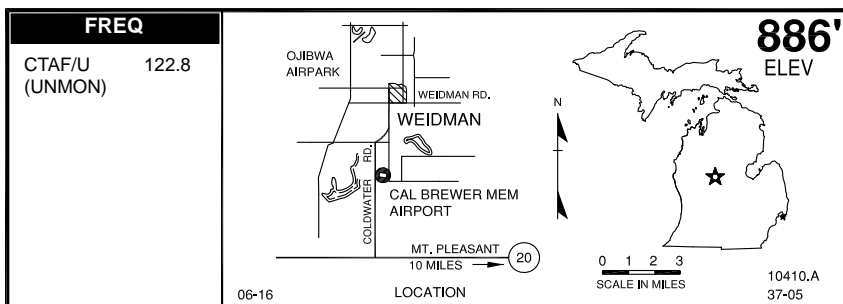 FREQ
CTAF/U 122.8
(UNMON)
OJIBWA
AIRPARK
WEIDMAN RD.
WEIDMAN
COLDWATER RD.
CAL BREWER MEM
AIRPORT
MT. PLEASANT
10 MILES
20
06-16
LOCATION
N
886'
ELEV
0 1 2 3
SCALE IN MILES
10410.A
37-05